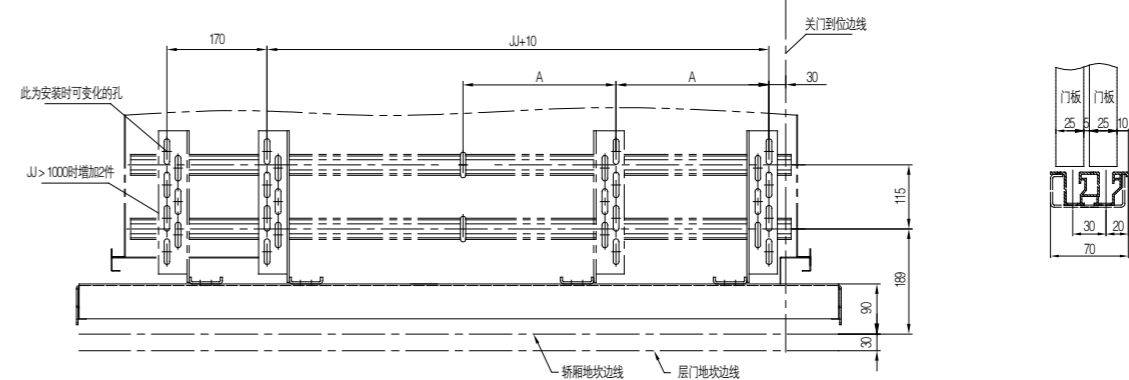 关门到位边线
170
JJ+10
A
A
30
此为安装时可变化的孔
JJ>1000时增加2件
115
189
90
30
轿厢地坎边线
层门地坎边线
门板
门板
25
5
25
10
30
20
70